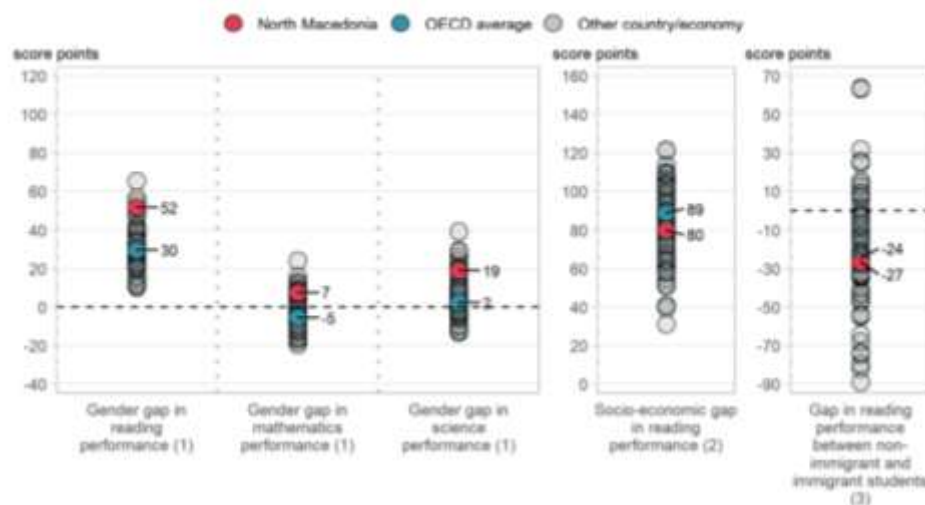 North Macedonia OECD average Other country/economy
score points score points score points
120 160 70
100 140 50
80 120 30
60 100 10
40 80 -10
20 60 -30
0 40 -50
-20 20 -70
-40 0 -90
52
30
7
-5
19
89
80
-24
-27
Gender gap in
reading
performance (1)
Gender gap in
mathematics
performance (1)
Gender gap in
science
performance (1)
Socio-economic gap
in reading
performance (2)
Gap in reading
performance
between non-
immigrant and
immigrant students
(3)